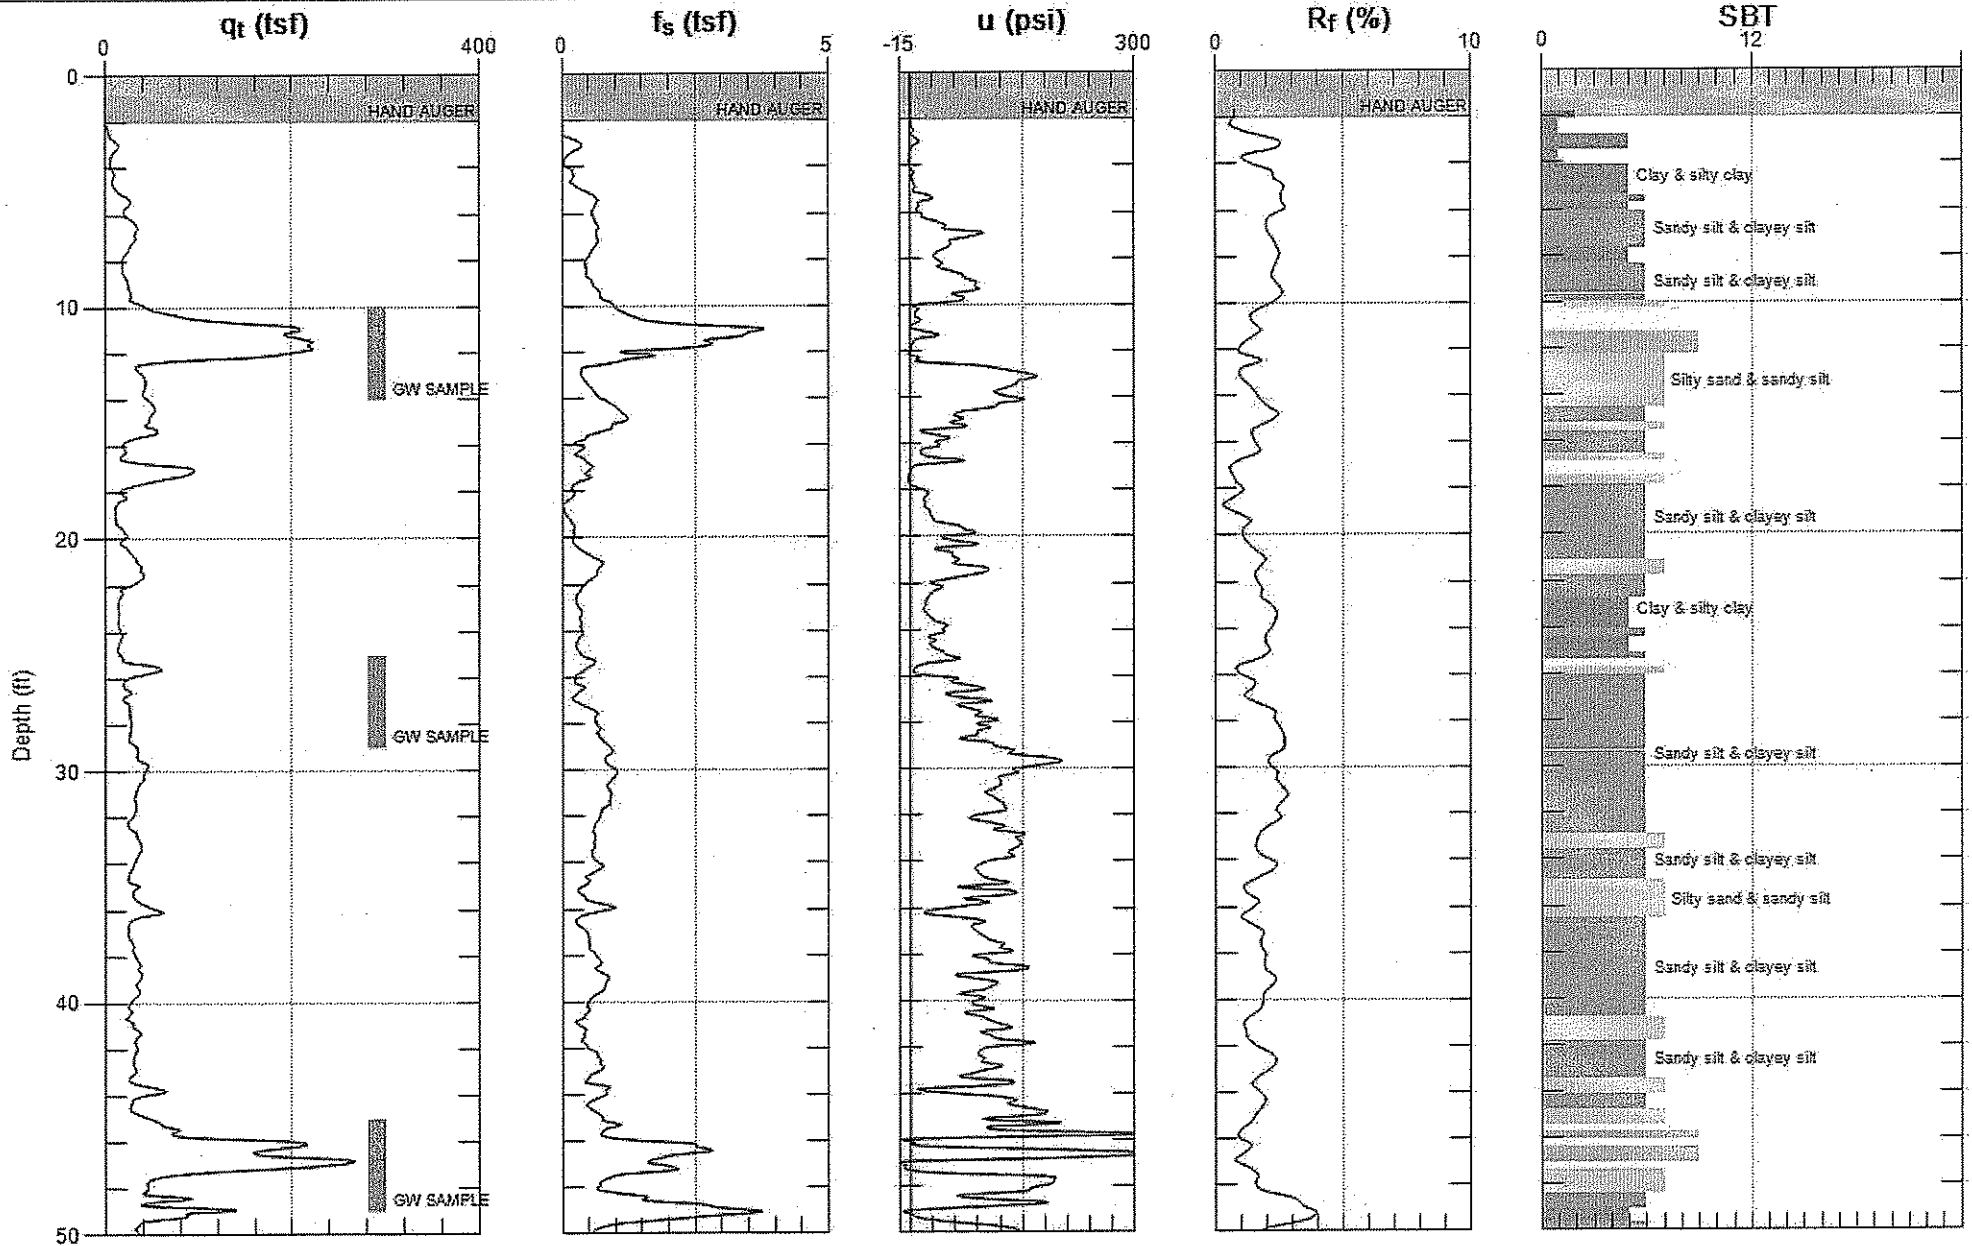 qt (tsf)
fs (tsf)
u (psi)
Rf (%)
SBT
0
400
0
5
-15
300
0
10
0
12
0
HAND AUGER
HAND AUGER
HAND AUGER
HAND AUGER
Clay & silty clay
Sandy silt & clayey silt
Sandy silt & clayey silt
10
Silty sand & sandy silt
GW SAMPLE
Sandy silt & clayey silt
20
Clay & silty clay
Depth (ft)
GW SAMPLE
Sandy silt & clayey silt
30
Sandy silt & clayey silt
Silty sand & sandy silt
Sandy silt & clayey silt
40
Sandy silt & clayey silt
GW SAMPLE
50